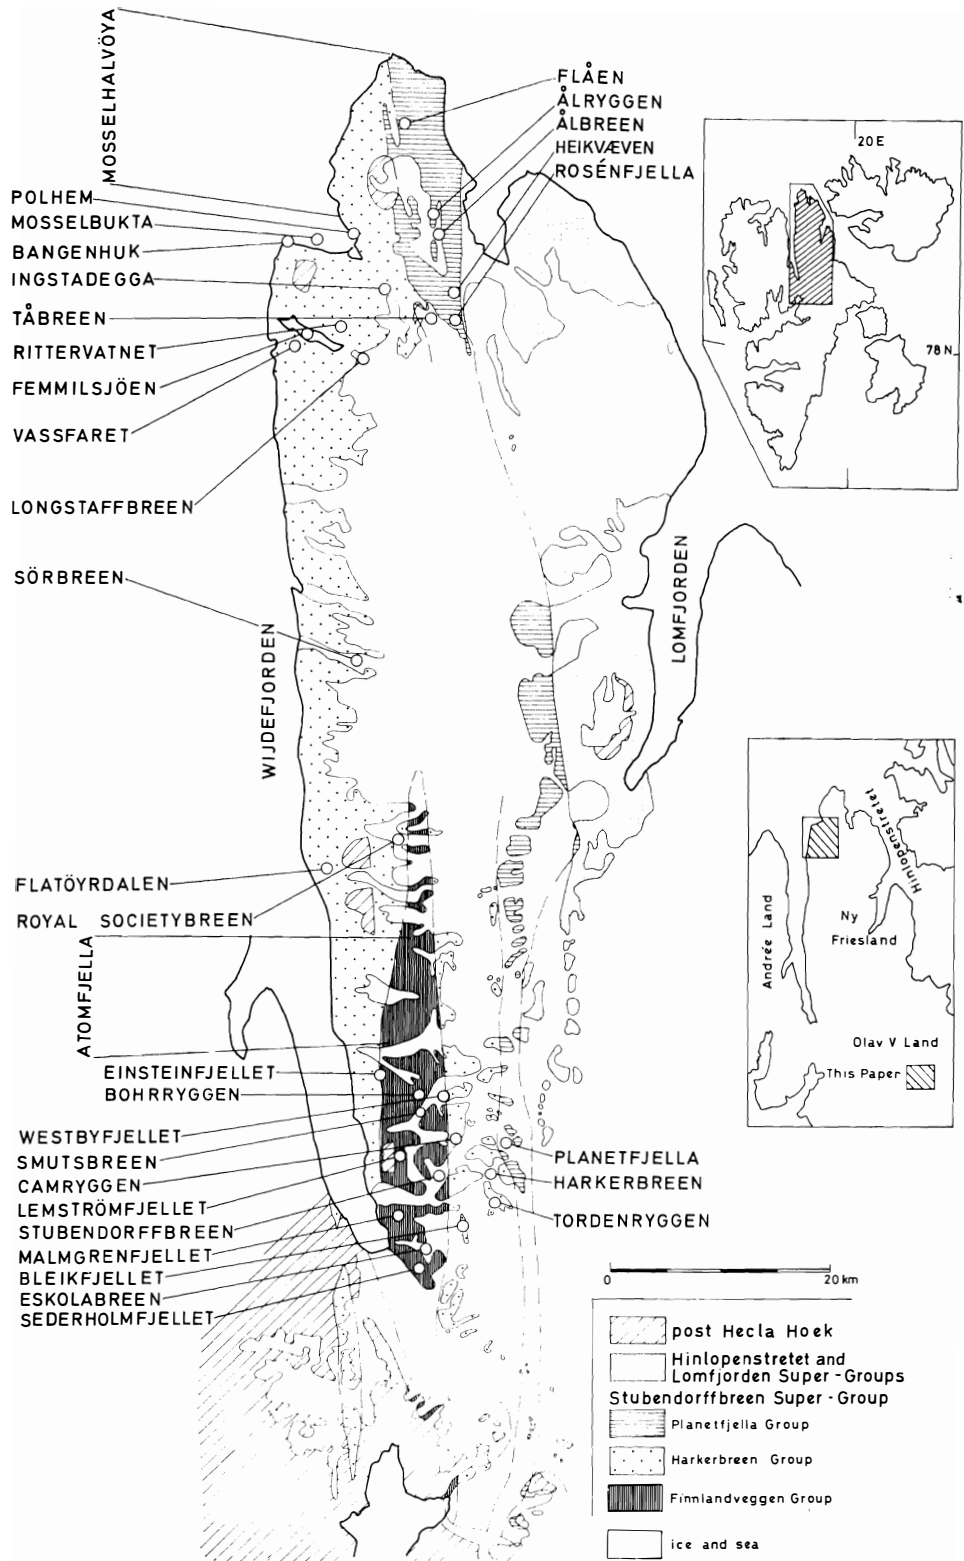 MOSSELHALVÖYA
FLÅEN
ÅLRYGGEN
ÅLBREEN
HEIKVÆVEN
ROSÉNFJELLA
POLHEM
MOSSELBUKTA
BANGENHUK
INGSTADEGGA
TÅBREEN
RITTERVATNET
FEMMILSJÖEN
VASSFARET
LONGSTAFFBREEN
SÖRBREEN
WIJDEFJORDEN
LOMFJORDEN
FLATÖYRDALEN
ROYAL SOCIETYBREEN
ATOMFJELLA
EINSTEINFJELLET
BOHRRYGGEN
WESTBYFJELLET
SMUTSBREEN
CAMRYGGEN
LEMSTRÖMFJELLET
STUBENDORFFBREEN
MALMGRENFJELLET
BLEIKFJELLET
ESKOLABREEN
SEDERHOLMFJELLET
PLANETFJELLA
HARKERBREEN
TORDENRYGGEN
20 E
78 N
Hinlopenstretet
Andrée Land
Ny
Friesland
Olav V Land
This Paper
0 20 km
post Hecla Hoek
Hinlopenstretet and
Lomfjorden Super-Groups
Stubendorffbreen Super-Group
Planetfjella Group
Harkerbreen Group
Finnlandveggen Group
ice and sea